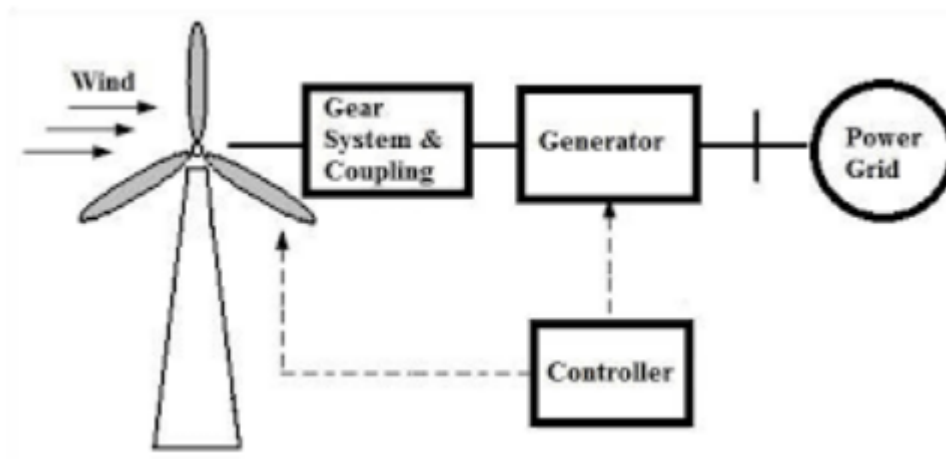 Wind
Gear
System &
Coupling
Generator
Power
Grid
Controller